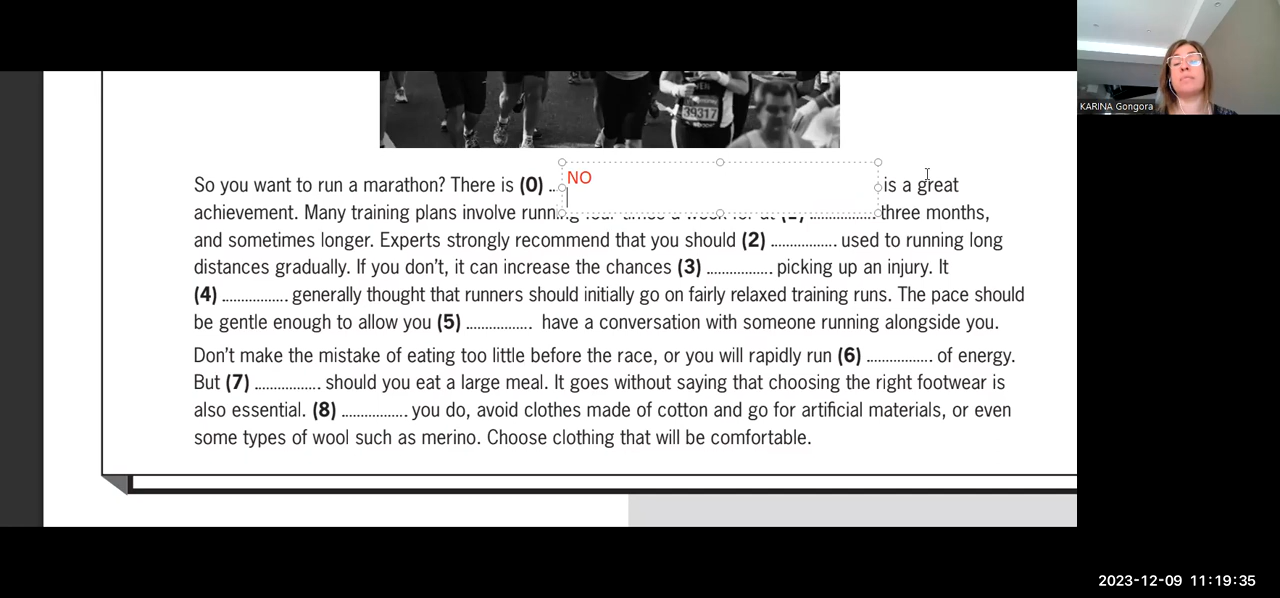 39317
KARINA Gongora
So you want to run a marathon? There is (0) .. NO is a great
achievement. Many training plans involve running four times a week for at (1) ................ three months,
and sometimes longer. Experts strongly recommend that you should (2) ................ used to running long
distances gradually. If you don't, it can increase the chances (3) ................ picking up an injury. It
(4) ................ generally thought that runners should initially go on fairly relaxed training runs. The pace should
be gentle enough to allow you (5) ................ have a conversation with someone running alongside you.
Don't make the mistake of eating too little before the race, or you will rapidly run (6) ................ of energy.
But (7) ................ should you eat a large meal. It goes without saying that choosing the right footwear is
also essential. (8) ................ you do, avoid clothes made of cotton and go for artificial materials, or even
some types of wool such as merino. Choose clothing that will be comfortable.
2023-12-09 11:19:35